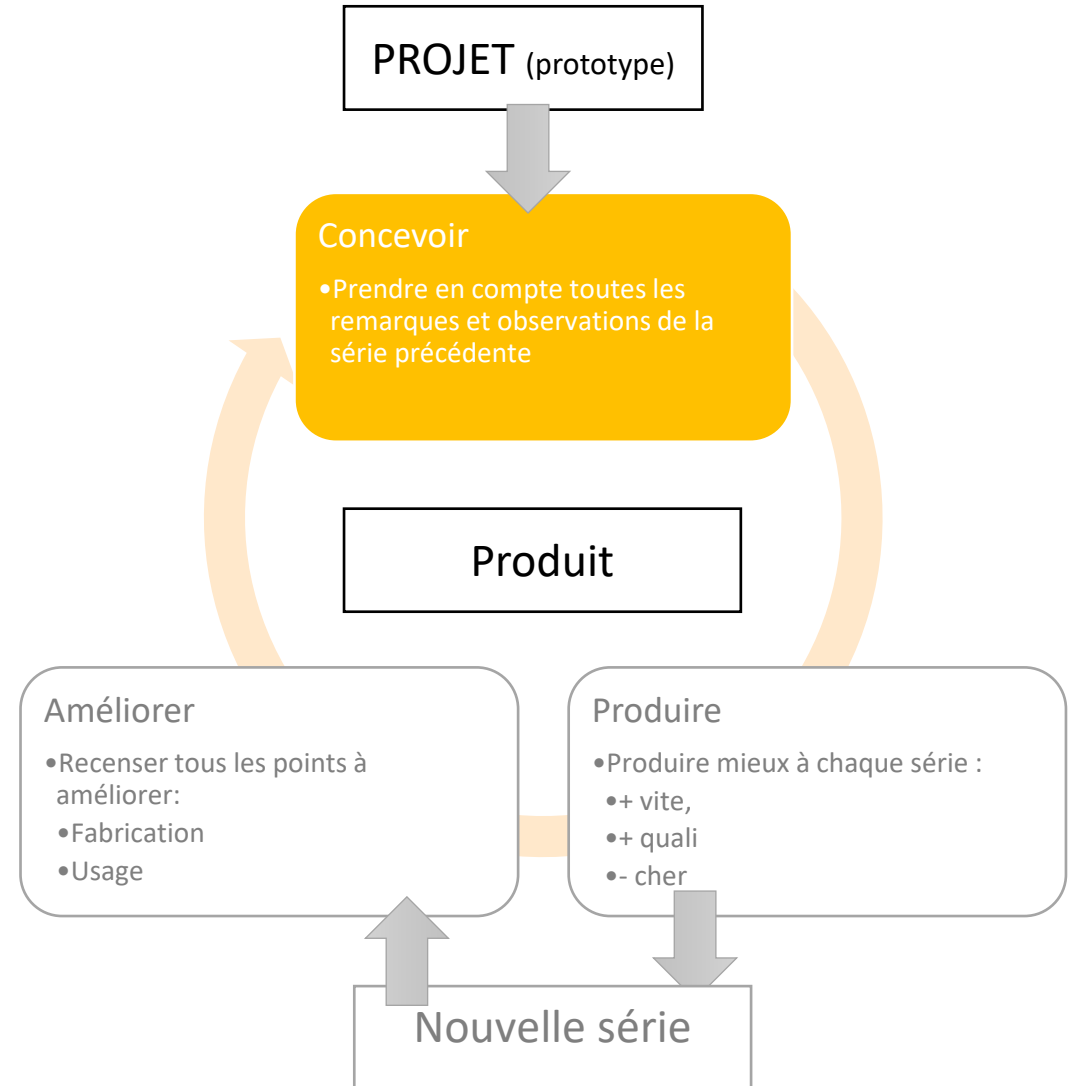 PROJET (prototype)
Concevoir
•Prendre en compte toutes les
remarques et observations de la
série précédente
Produit
Améliorer
•Recenser tous les points à
améliorer:
•Fabrication
•Usage
Produire
•Produire mieux à chaque série :
•+ vite,
•+ quali
•- cher
Nouvelle série